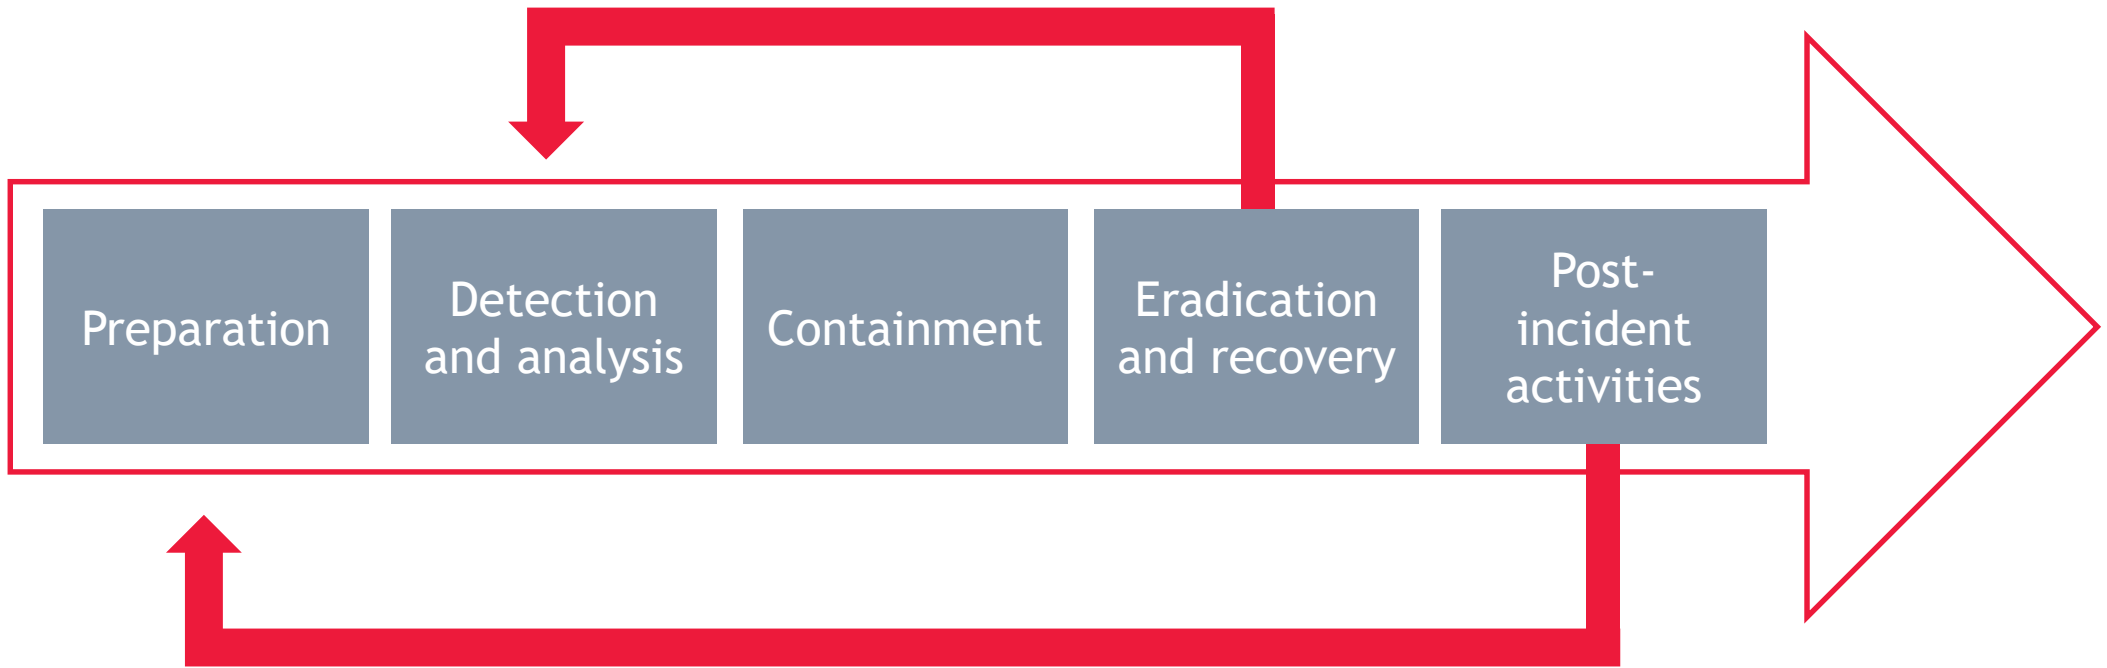 Preparation
Detection
and analysis
Containment
Eradication
and recovery
Post-
incident
activities